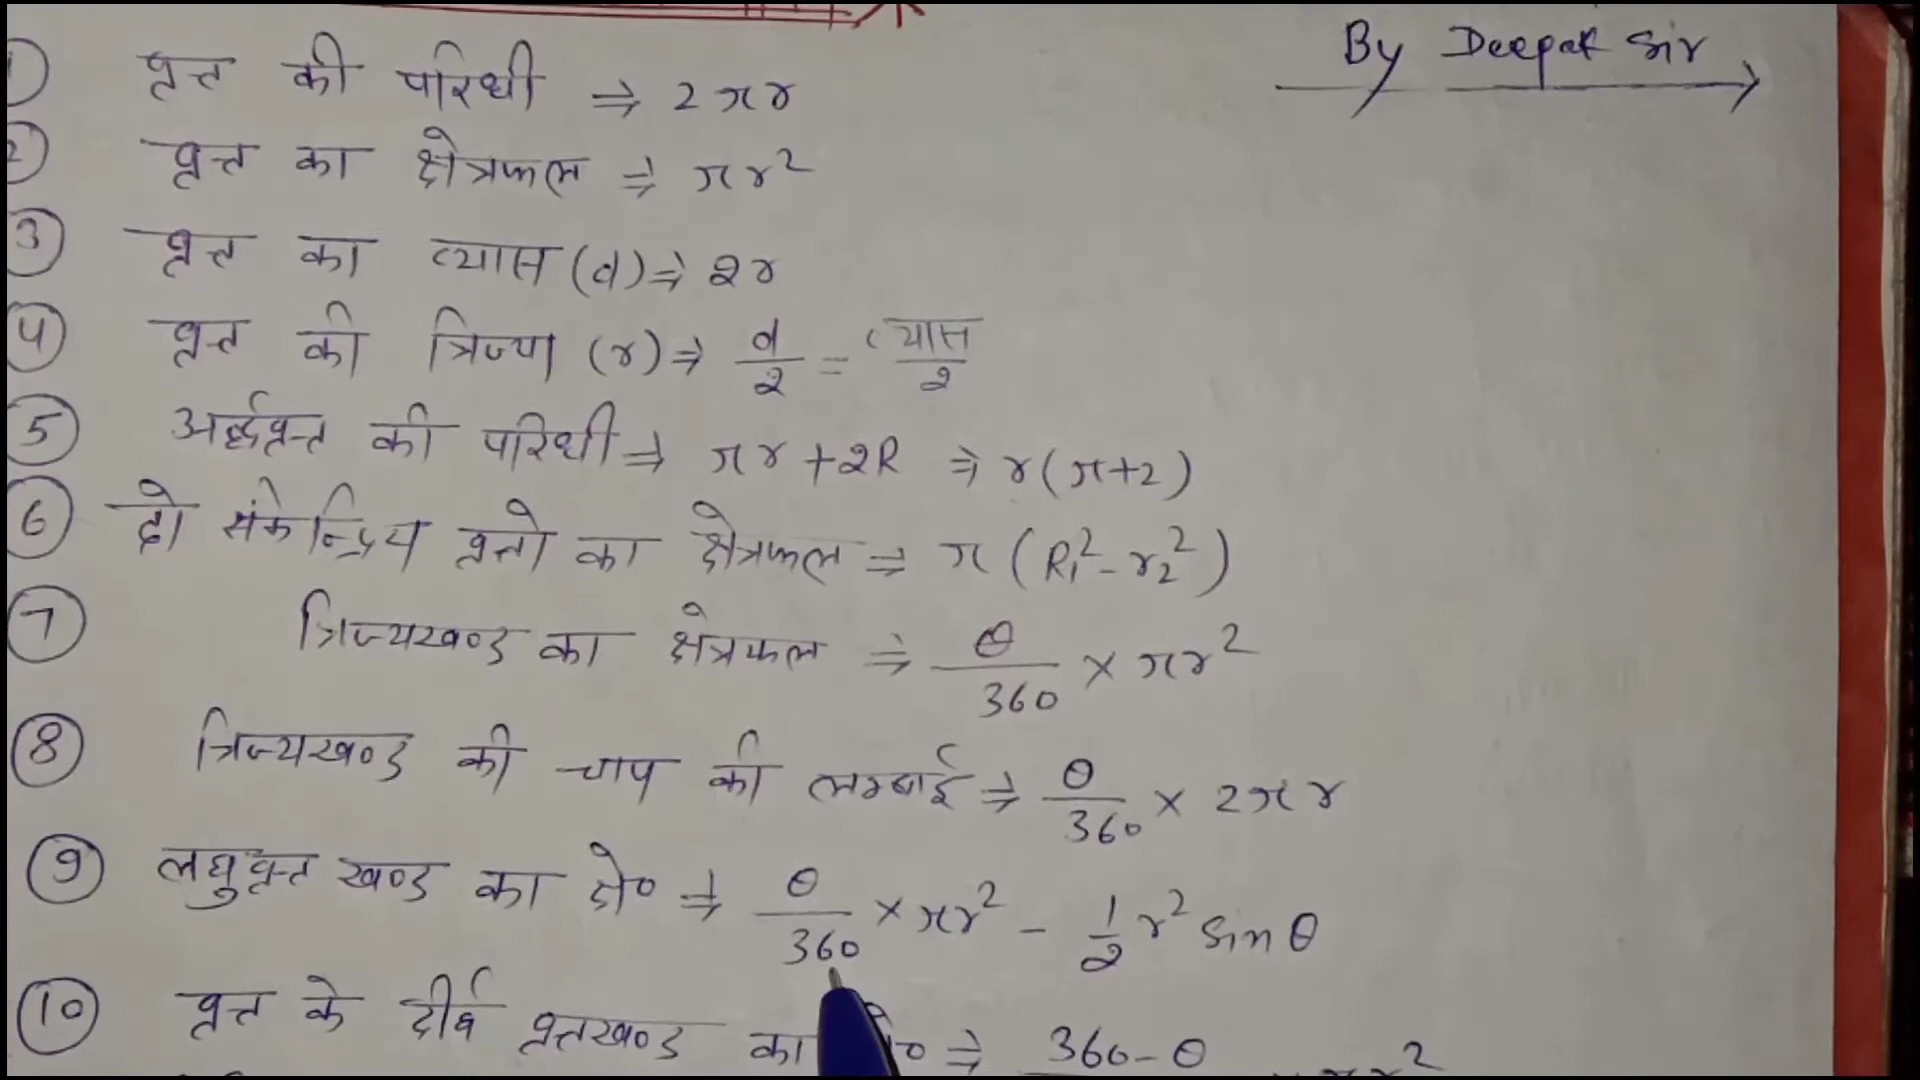 By Deepak Sir
① वृत्त की परिधी ⇒ 2πr
② वृत्त का क्षेत्रफल ⇒ πr²
③ वृत्त का व्यास (d) ⇒ 2r
④ वृत्त की त्रिज्या (r) ⇒ d/2 = व्यास/2
⑤ अर्द्धवृत्त की परिधी ⇒ πr + 2R ⇒ r(π+2)
⑥ दो संकेन्द्रिय वृत्तो का क्षेत्रफल ⇒ π(R₁² - r₂²)
⑦ त्रिज्यखण्ड का क्षेत्रफल ⇒ θ/360 × πr²
⑧ त्रिज्यखण्ड की चाप की लम्बाई ⇒ θ/360 × 2πr
⑨ लघुवृत्त खण्ड का क्षे० ⇒ θ/360 × πr² - 1/2 r² sin θ
⑩ वृत्त के दीर्घ वृत्तखण्ड का ⇒ 360-θ